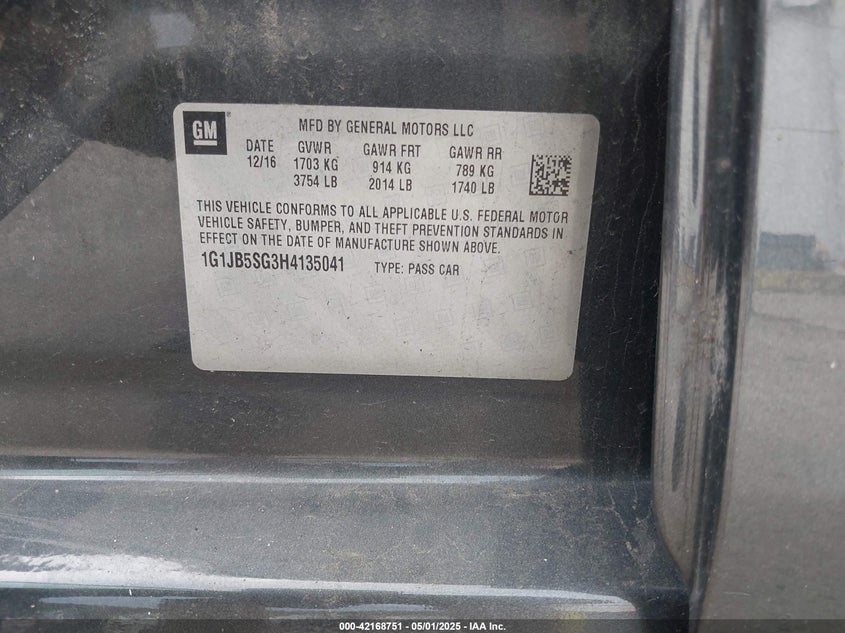 GM
MFD BY GENERAL MOTORS LLC
DATE GVWR GAWR FRT GAWR RR
12/16 1703 KG 914 KG 789 KG
3754 LB 2014 LB 1740 LB
THIS VEHICLE CONFORMS TO ALL APPLICABLE U.S. FEDERAL MOTOR
VEHICLE SAFETY, BUMPER, AND THEFT PREVENTION STANDARDS IN
EFFECT ON THE DATE OF MANUFACTURE SHOWN ABOVE.
1G1JB5SG3H4135041 TYPE: PASS CAR
000-42168751 — 05/01/2025 — IAA Inc.